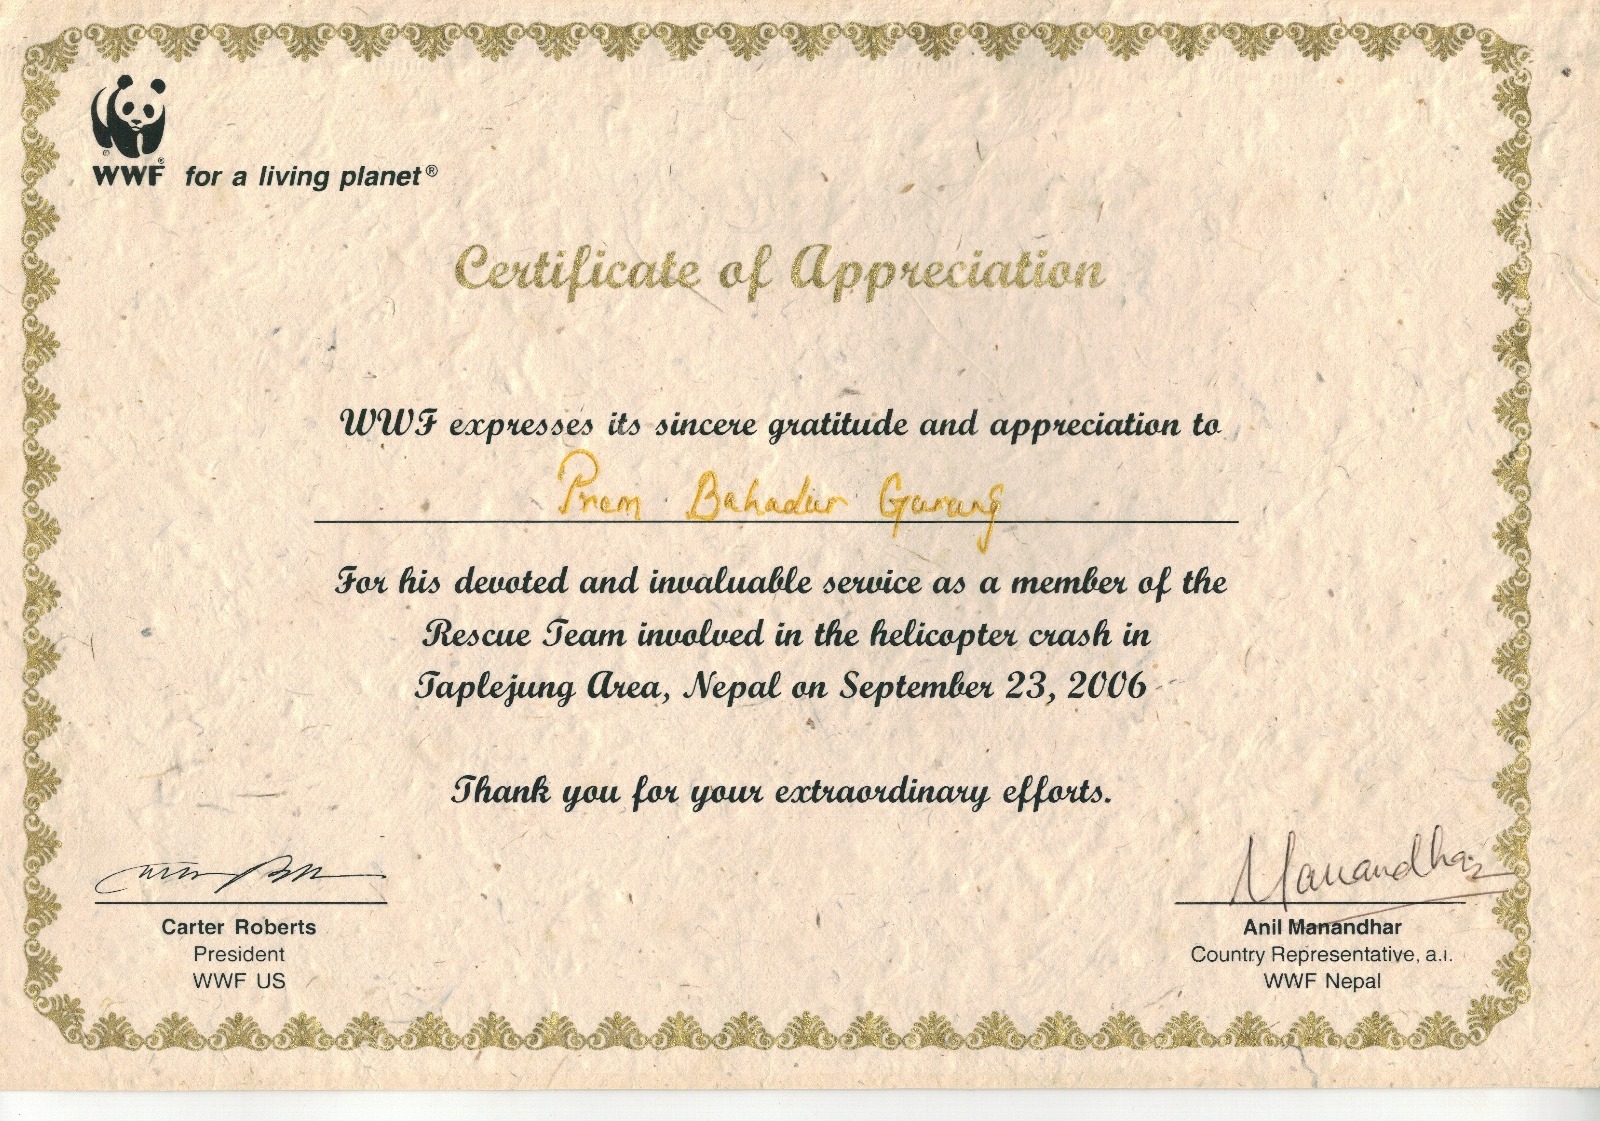 WWF® for a living planet®
Certificate of Appreciation
WWF expresses its sincere gratitude and appreciation to
Prem Bahadur Gurung
For his devoted and invaluable service as a member of the
Rescue Team involved in the helicopter crash in
Taplejung Area, Nepal on September 23, 2006
Thank you for your extraordinary efforts.
Manandhar
Carter Roberts
President
WWF US
Anil Manandhar
Country Representative, a.i.
WWF Nepal